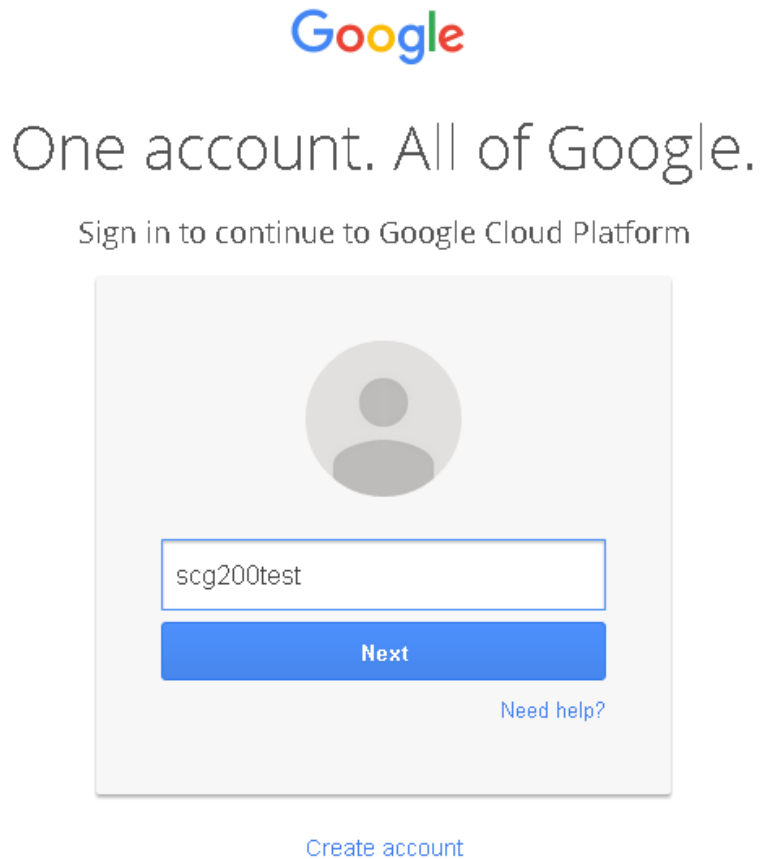 Google
One account. All of Google.
Sign in to continue to Google Cloud Platform
scg200test
Next
Need help?
Create account